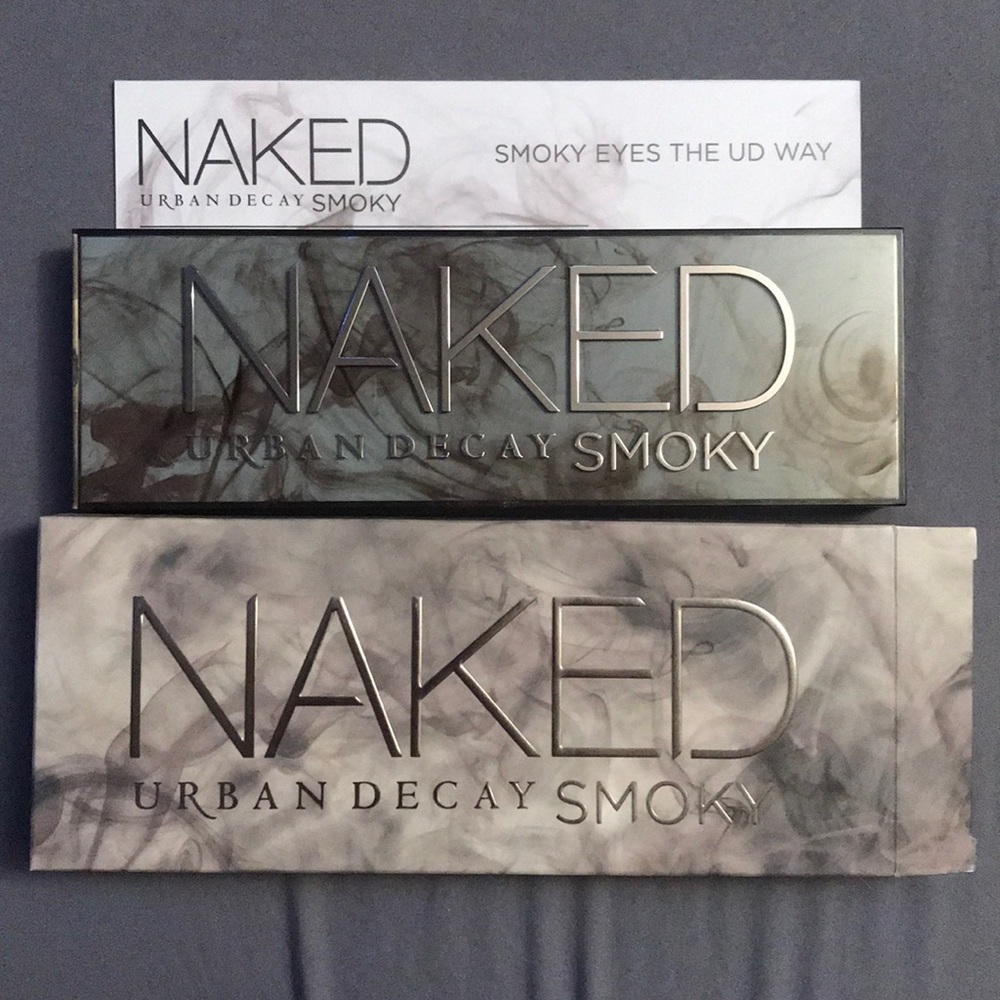 NAKED
URBAN DECAY SMOKY
SMOKY EYES THE UD WAY
NAKED
URBAN DECAY SMOKY
NAKED
URBAN DECAY SMOKY